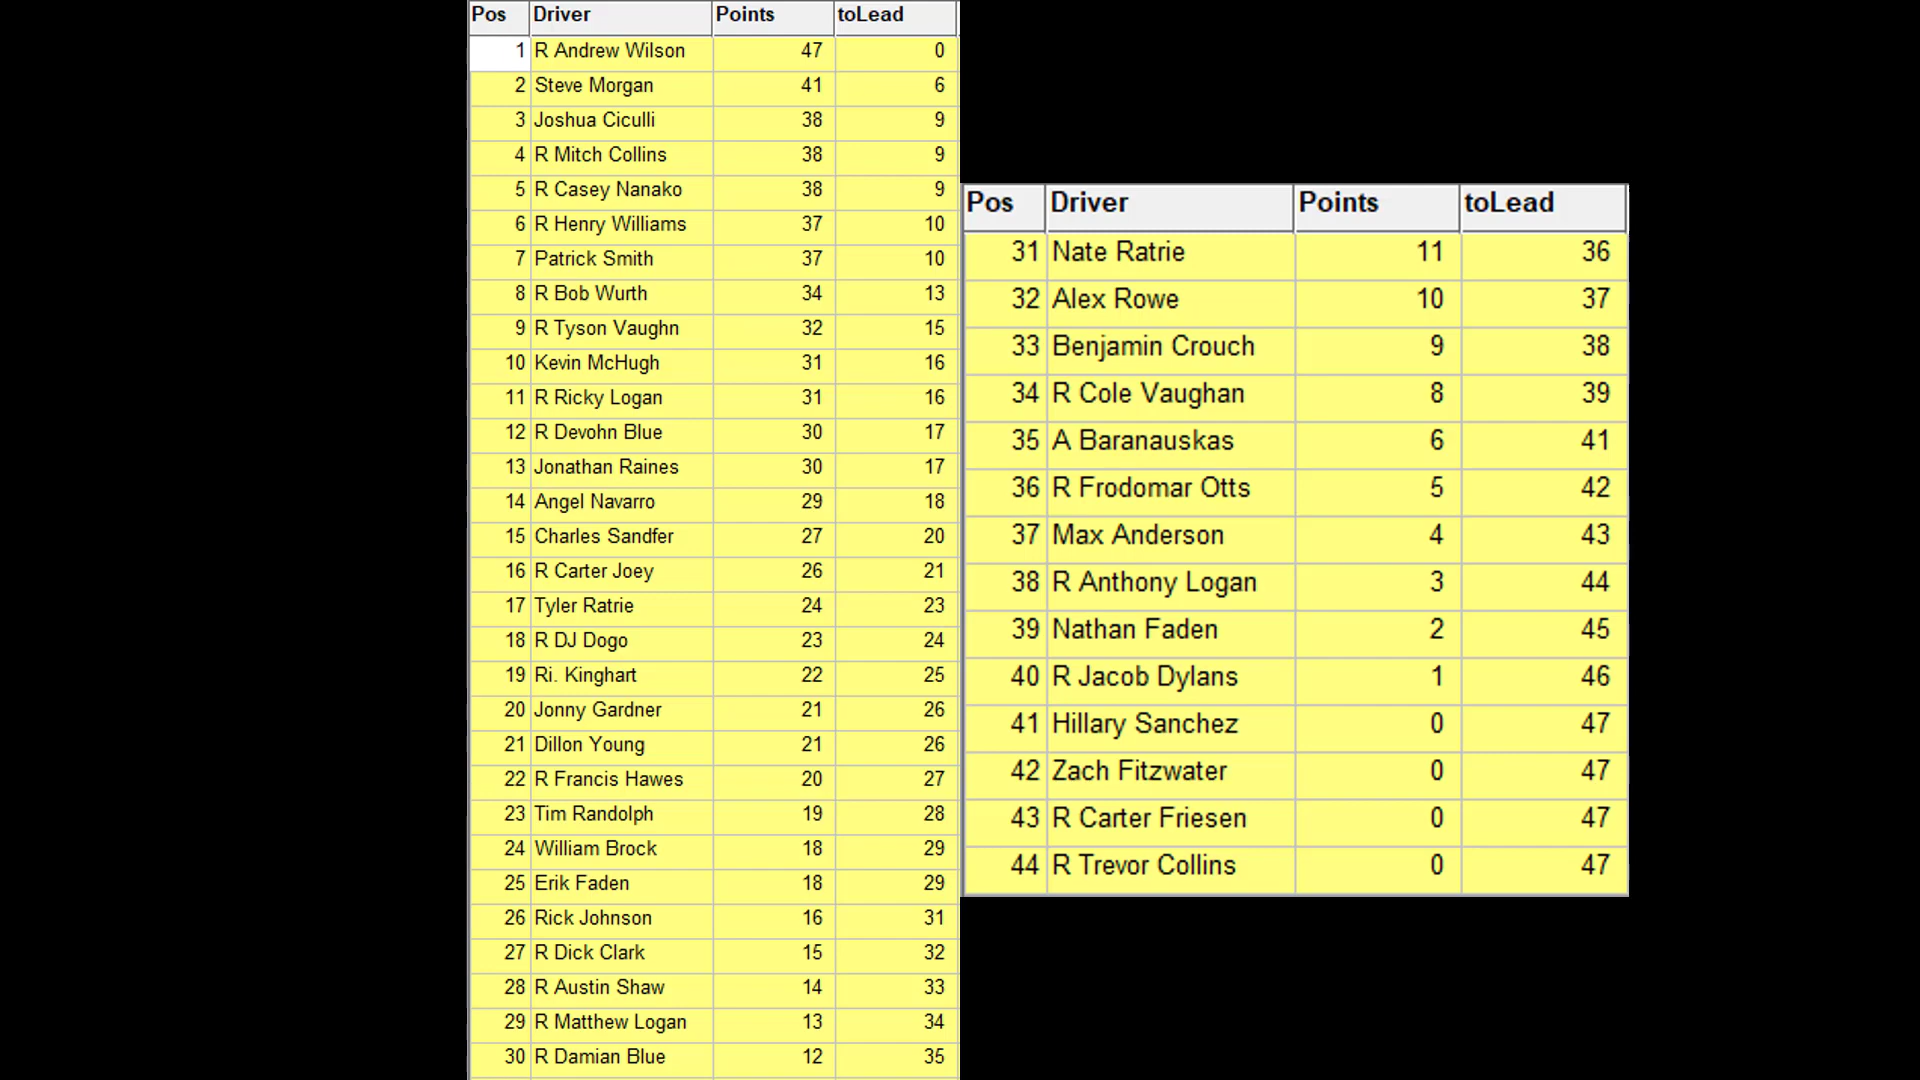 Pos Driver Points toLead
1 R Andrew Wilson 47 0
2 Steve Morgan 41 6
3 Joshua Ciculli 38 9
4 R Mitch Collins 38 9
5 R Casey Nanako 38 9
6 R Henry Williams 37 10
7 Patrick Smith 37 10
8 R Bob Wurth 34 13
9 R Tyson Vaughn 32 15
10 Kevin McHugh 31 16
11 R Ricky Logan 31 16
12 R Devohn Blue 30 17
13 Jonathan Raines 30 17
14 Angel Navarro 29 18
15 Charles Sandfer 27 20
16 R Carter Joey 26 21
17 Tyler Ratrie 24 23
18 R DJ Dogo 23 24
19 Ri. Kinghart 22 25
20 Jonny Gardner 21 26
21 Dillon Young 21 26
22 R Francis Hawes 20 27
23 Tim Randolph 19 28
24 William Brock 18 29
25 Erik Faden 18 29
26 Rick Johnson 16 31
27 R Dick Clark 15 32
28 R Austin Shaw 14 33
29 R Matthew Logan 13 34
30 R Damian Blue 12 35
Pos Driver Points toLead
31 Nate Ratrie 11 36
32 Alex Rowe 10 37
33 Benjamin Crouch 9 38
34 R Cole Vaughan 8 39
35 A Baranauskas 6 41
36 R Frodomar Otts 5 42
37 Max Anderson 4 43
38 R Anthony Logan 3 44
39 Nathan Faden 2 45
40 R Jacob Dylans 1 46
41 Hillary Sanchez 0 47
42 Zach Fitzwater 0 47
43 R Carter Friesen 0 47
44 R Trevor Collins 0 47